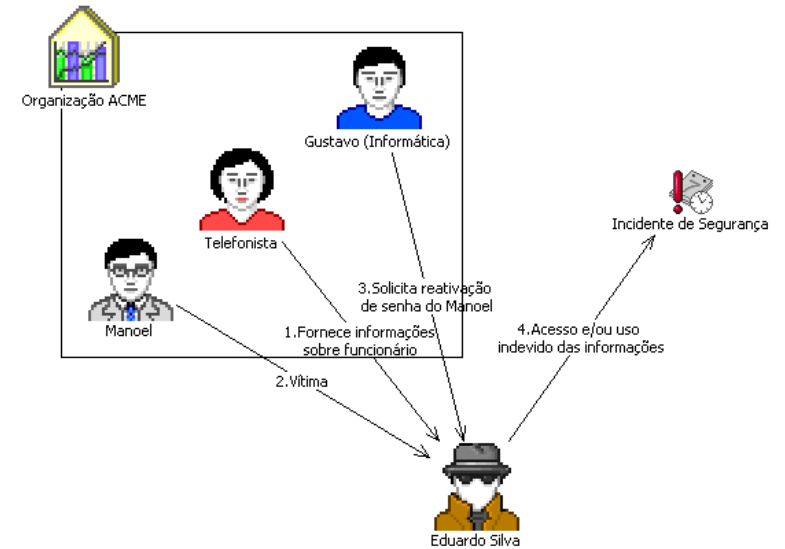 Organização ACME
Gustavo (Informática)
Telefonista
Incidente de Segurança
Manoel
3.Solicita reativação
de senha do Manoel
1.Fornece informações
sobre funcionário
4.Acesso e/ou uso
indevido das informações
2.Vítima
Eduardo Silva